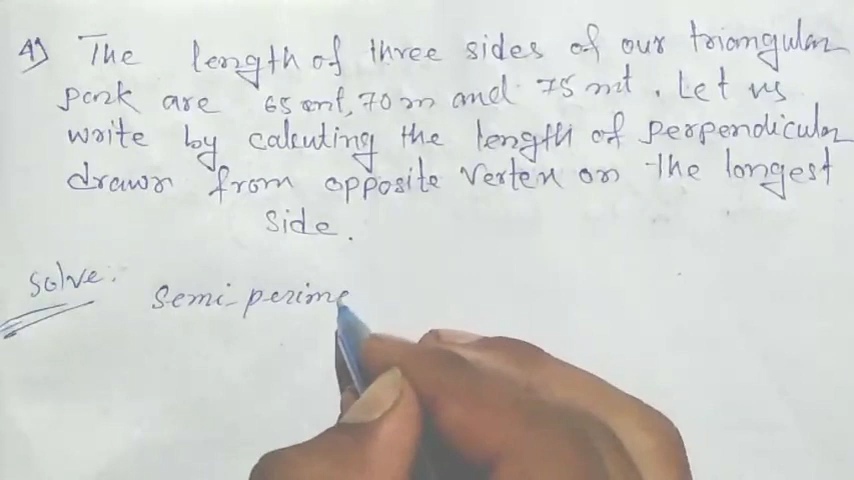 4) The length of three sides of our triangular
park are 65 mt, 70 m and 75 mt. Let us
write by calcuting the length of perpendicular
drawn from opposite vertex on the longest
side.
Solve:
Semi-perime